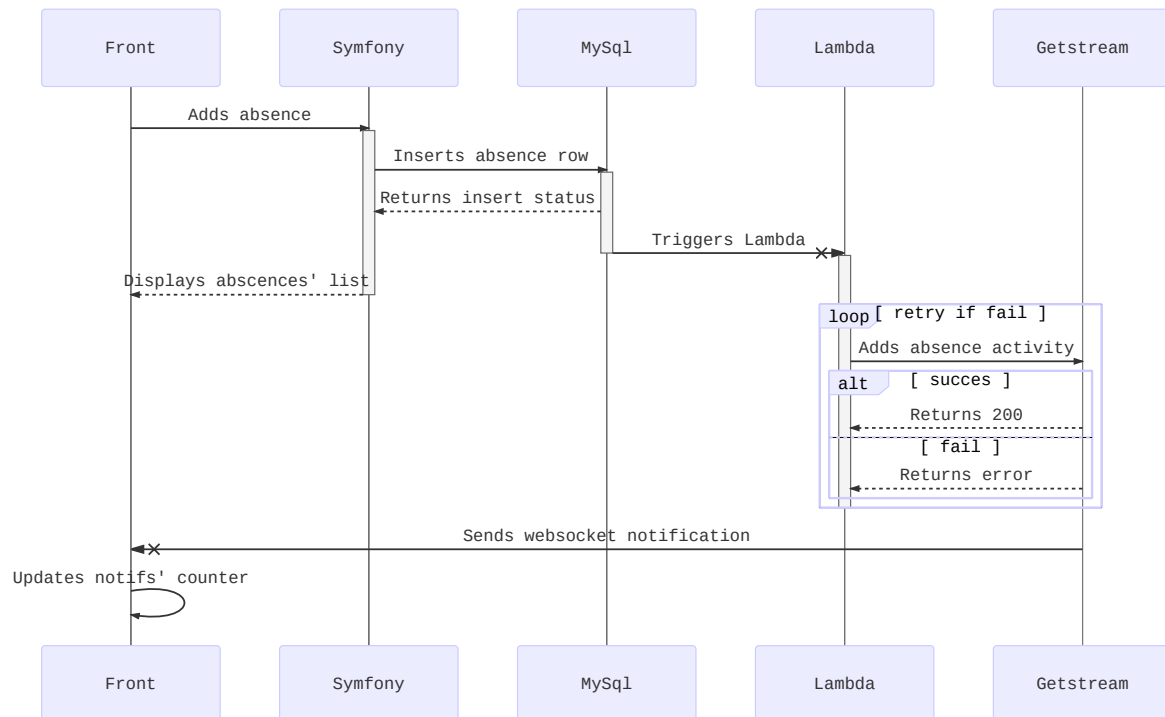 Front
Symfony
MySql
Lambda
Getstream
Adds absence
Inserts absence row
Returns insert status
Triggers Lambda
Displays abscences' list
loop [ retry if fail ]
Adds absence activity
alt [ succes ]
Returns 200
[ fail ]
Returns error
Sends websocket notification
Updates notifs' counter
Front
Symfony
MySql
Lambda
Getstream